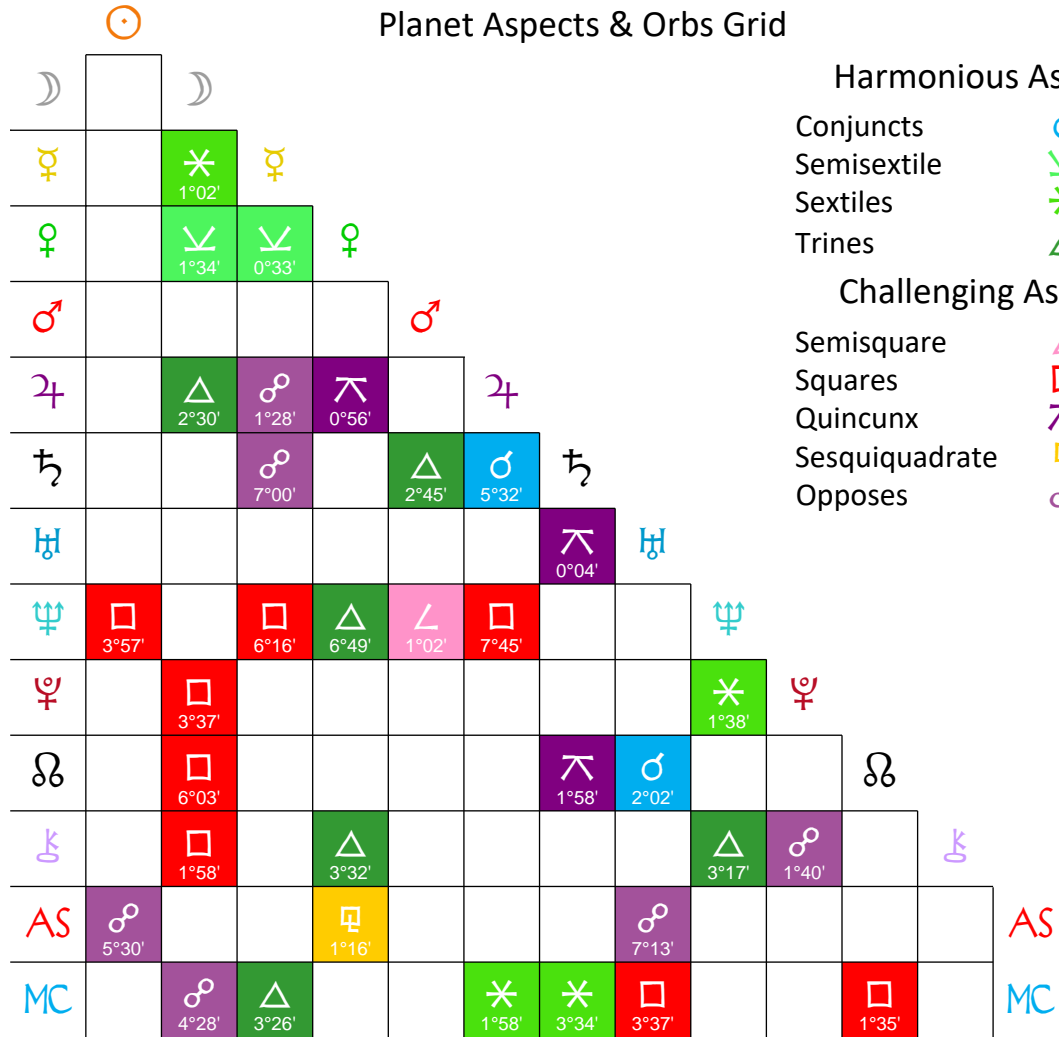 ☉ Planet Aspects & Orbs Grid
Harmonious As
☽ ☽
Conjuncts ☌
☿ ⚹ ☿
1°02'
Semisextile ⚺
Sextiles ⚹
♀ ⚺ ⚺ ♀
1°34' 0°33'
Trines △
♂ ♂
Challenging As
Semisquare
Squares □
♃ △ ☍ ⚻ ♃
2°30' 1°28' 0°56'
Quincunx ⚻
♄ ☍ △ ☌ ♄
7°00' 2°45' 5°32'
Sesquiquadrate
Opposes
♅ ⚻ ♅
0°04'
♆ □ □ △ ∠ □ ♆
3°57' 6°16' 6°49' 1°02' 7°45'
♇ □ ⚹ ♇
3°37' 1°38'
☊ □ ⚻ ☌ ☊
6°03' 1°58' 2°02'
⚷ □ △ △ ☍ ⚷
1°58' 3°32' 3°17' 1°40'
AS ☍ ⚼ ☍ AS
5°30' 1°16' 7°13'
MC ☍ △ ⚹ ⚹ □ □ MC
4°28' 3°26' 1°58' 3°34' 3°37' 1°35'